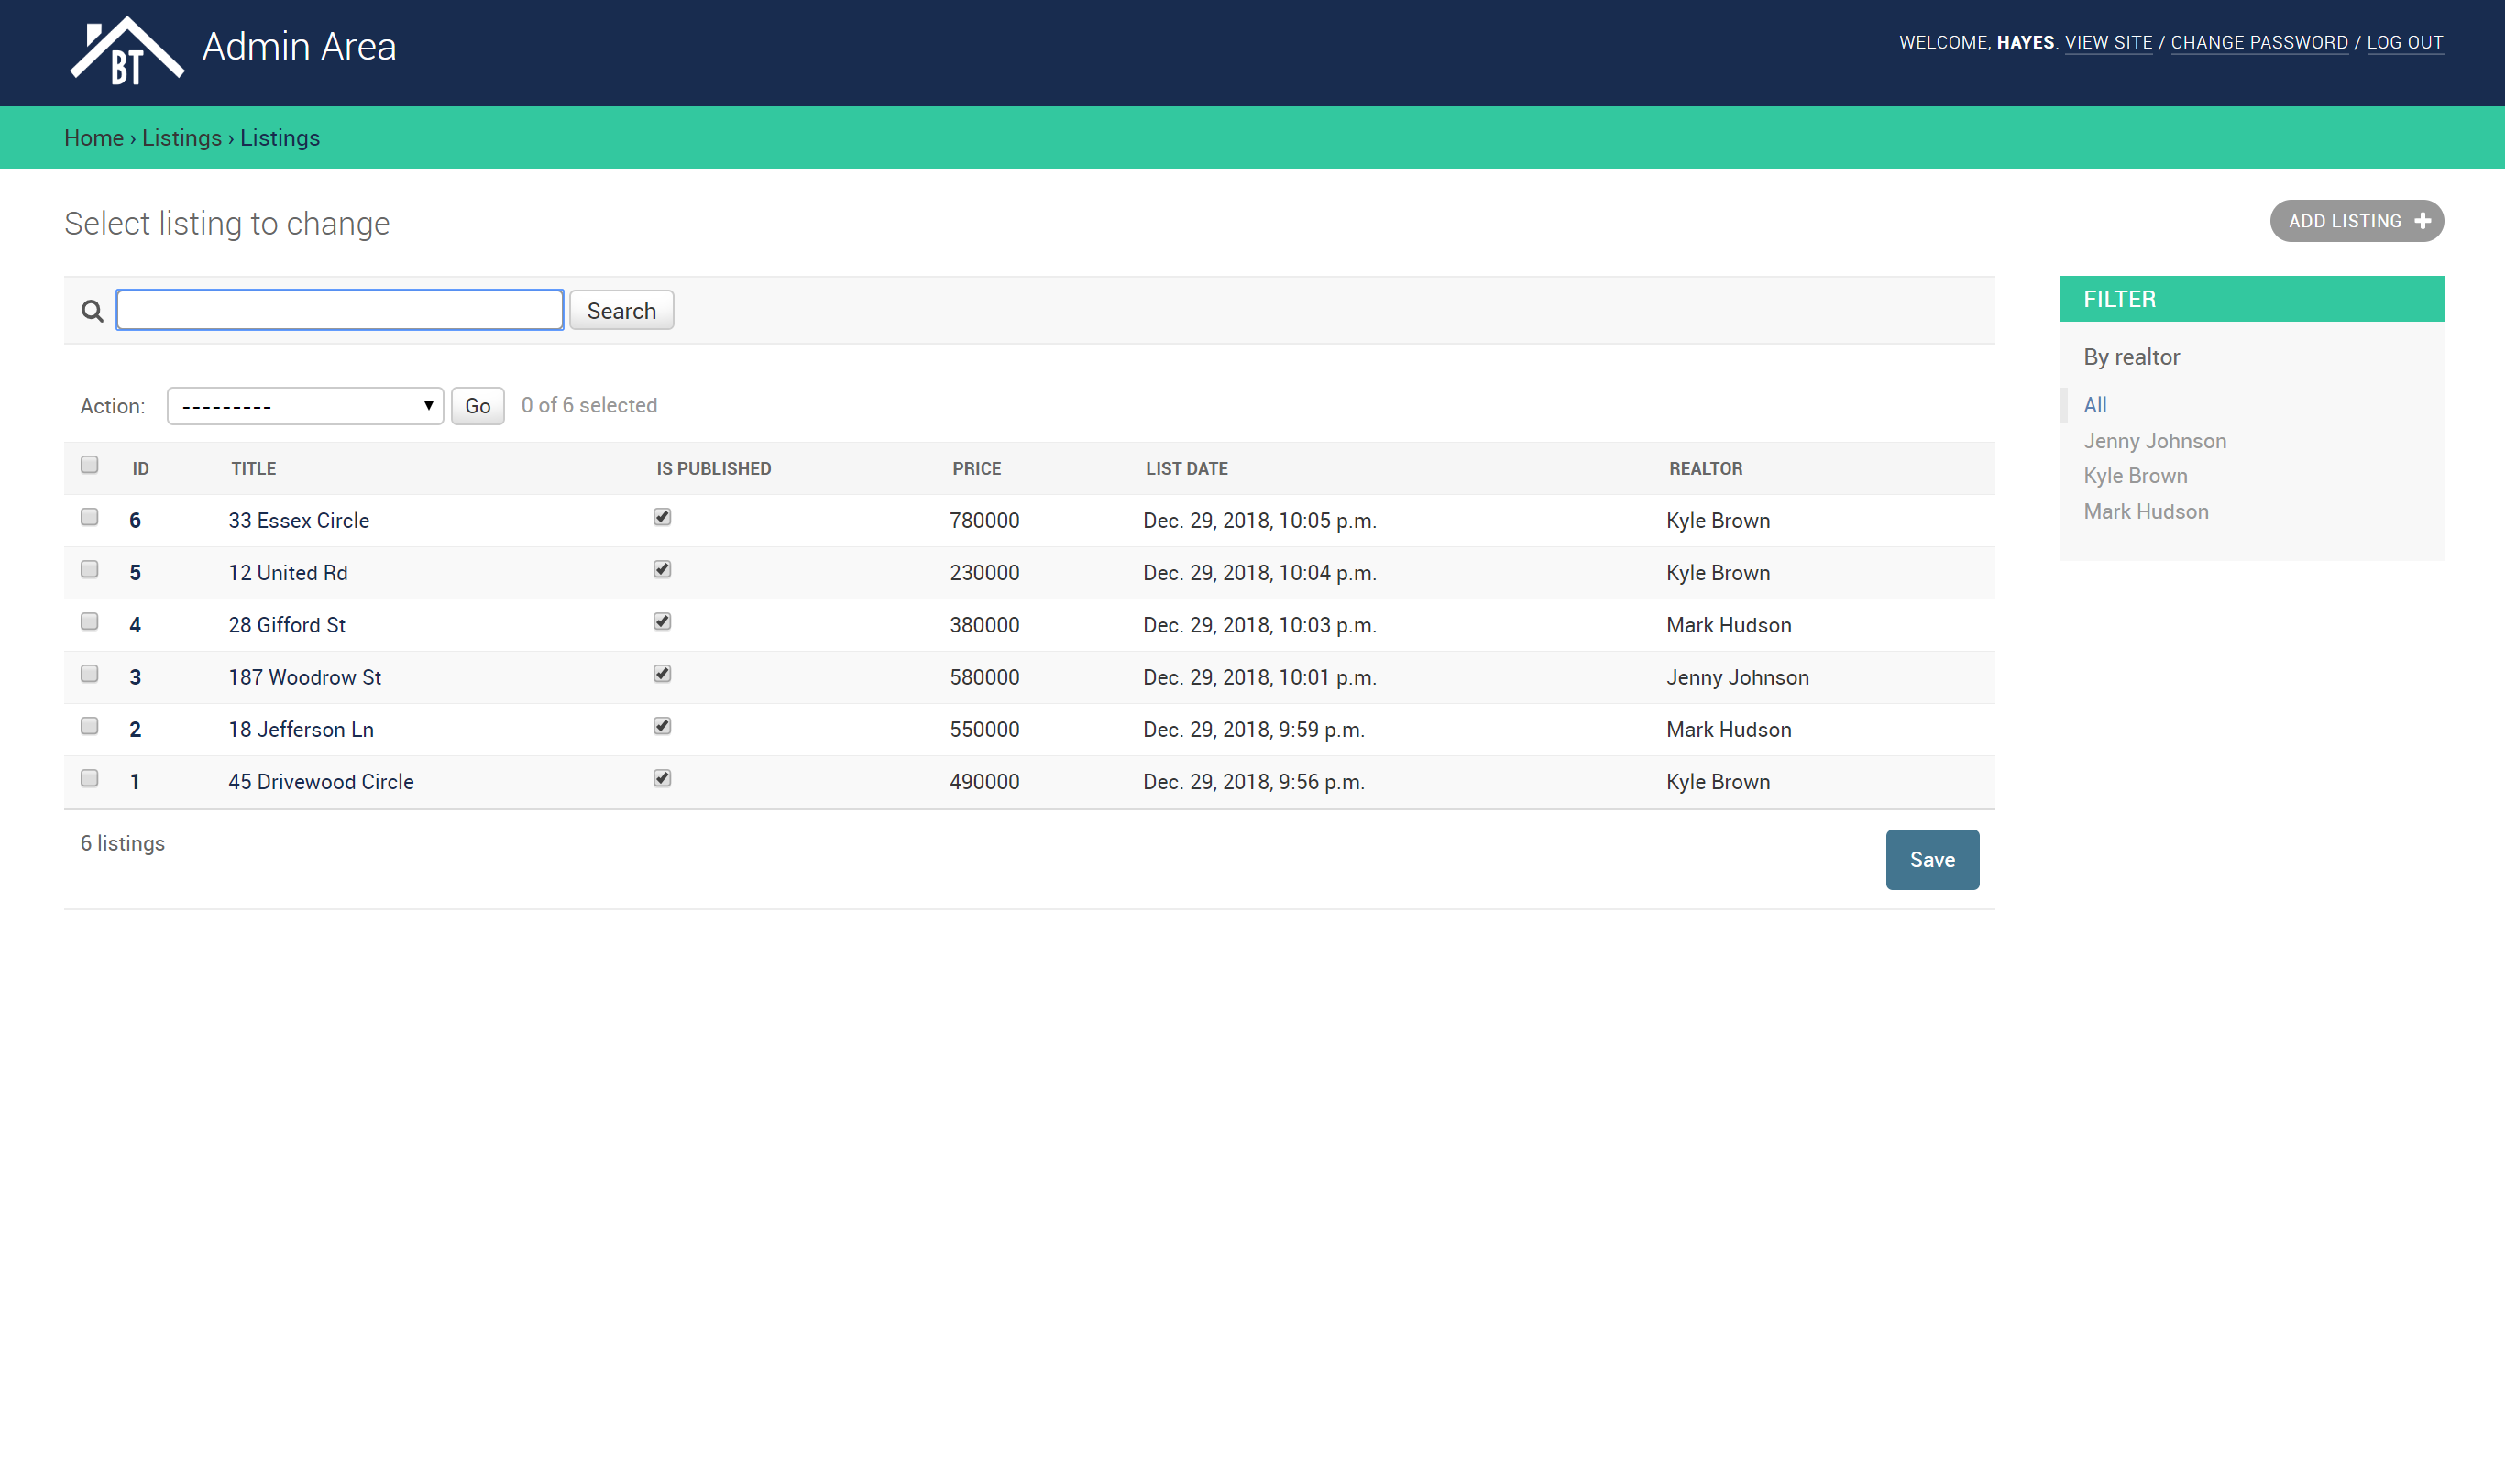 BT Admin Area
WELCOME, HAYES. VIEW SITE / CHANGE PASSWORD / LOG OUT
Home › Listings › Listings
Select listing to change
ADD LISTING
Search
Action: --------- Go 0 of 6 selected
ID TITLE IS PUBLISHED PRICE LIST DATE REALTOR
6 33 Essex Circle 780000 Dec. 29, 2018, 10:05 p.m. Kyle Brown
5 12 United Rd 230000 Dec. 29, 2018, 10:04 p.m. Kyle Brown
4 28 Gifford St 380000 Dec. 29, 2018, 10:03 p.m. Mark Hudson
3 187 Woodrow St 580000 Dec. 29, 2018, 10:01 p.m. Jenny Johnson
2 18 Jefferson Ln 550000 Dec. 29, 2018, 9:59 p.m. Mark Hudson
1 45 Drivewood Circle 490000 Dec. 29, 2018, 9:56 p.m. Kyle Brown
6 listings
Save
FILTER
By realtor
All
Jenny Johnson
Kyle Brown
Mark Hudson